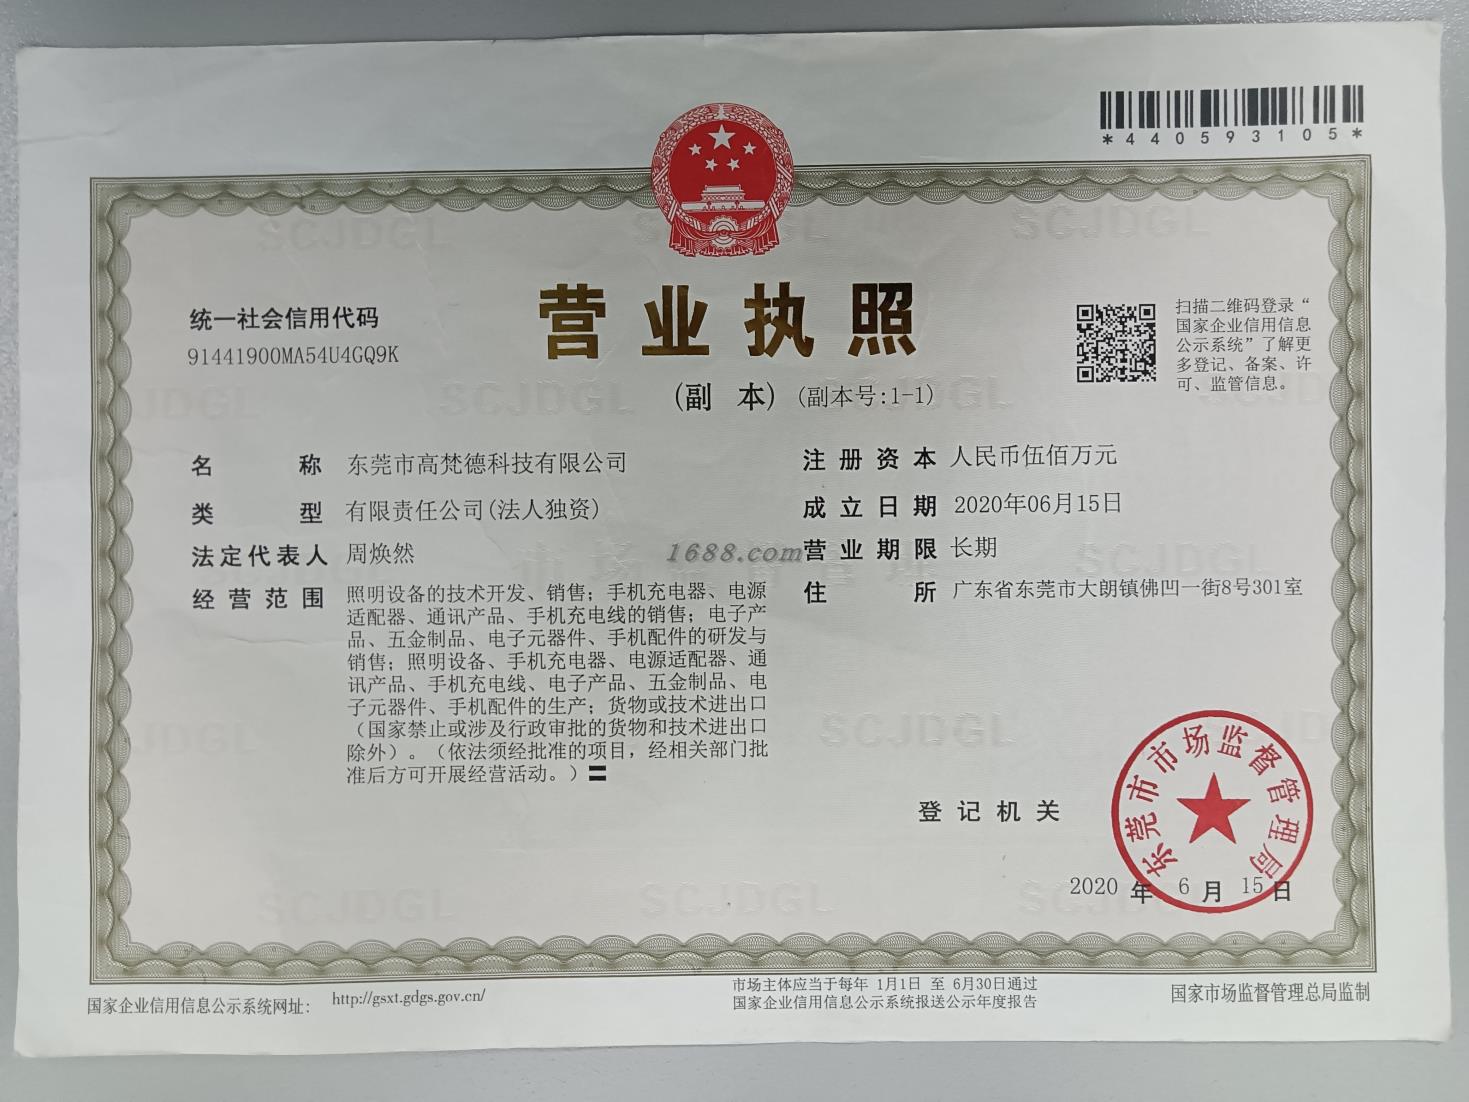 *440593105*
营业执照
(副 本) (副本号:1-1)
统一社会信用代码
91441900MA54U4GQ9K
扫描二维码登录“
国家企业信用信息
公示系统”了解更
多登记、备案、许
可、监管信息。
名 称 东莞市高梵德科技有限公司
类 型 有限责任公司(法人独资)
法定代表人 周焕然
经营范围 照明设备的技术开发、销售；手机充电器、电源
适配器、通讯产品、手机充电线的销售；电子产
品、五金制品、电子元器件、手机配件的研发与
销售；照明设备、手机充电器、电源适配器、通
讯产品、手机充电线、电子产品、五金制品、电
子元器件、手机配件的生产；货物或技术进出口
（国家禁止或涉及行政审批的货物和技术进出口
除外）。（依法须经批准的项目，经相关部门批
准后方可开展经营活动。）〓
注册资本 人民币伍佰万元
成立日期 2020年06月15日
营业期限 长期
住 所 广东省东莞市大朗镇佛凹一街8号301室
1688.com
登记机关
东莞市市场监督管理局
2020 年 6 月 15 日
国家企业信用信息公示系统网址： http://gsxt.gdgs.gov.cn/
市场主体应当于每年 1月1日 至 6月30日通过
国家企业信用信息公示系统报送公示年度报告
国家市场监督管理总局监制
SCJDGL